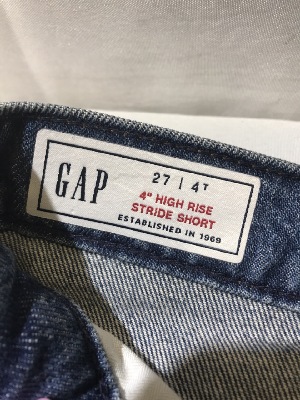 GAP
27 | 4T
4" HIGH RISE
STRIDE SHORT
ESTABLISHED IN 1969